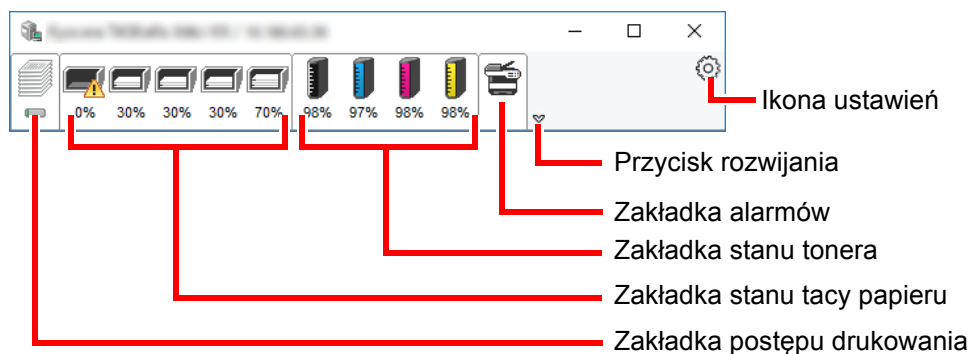 0% 30% 30% 30% 70% 98% 97% 98% 98%
Ikona ustawień
Przycisk rozwijania
Zakładka alarmów
Zakładka stanu tonera
Zakładka stanu tacy papieru
Zakładka postępu drukowania